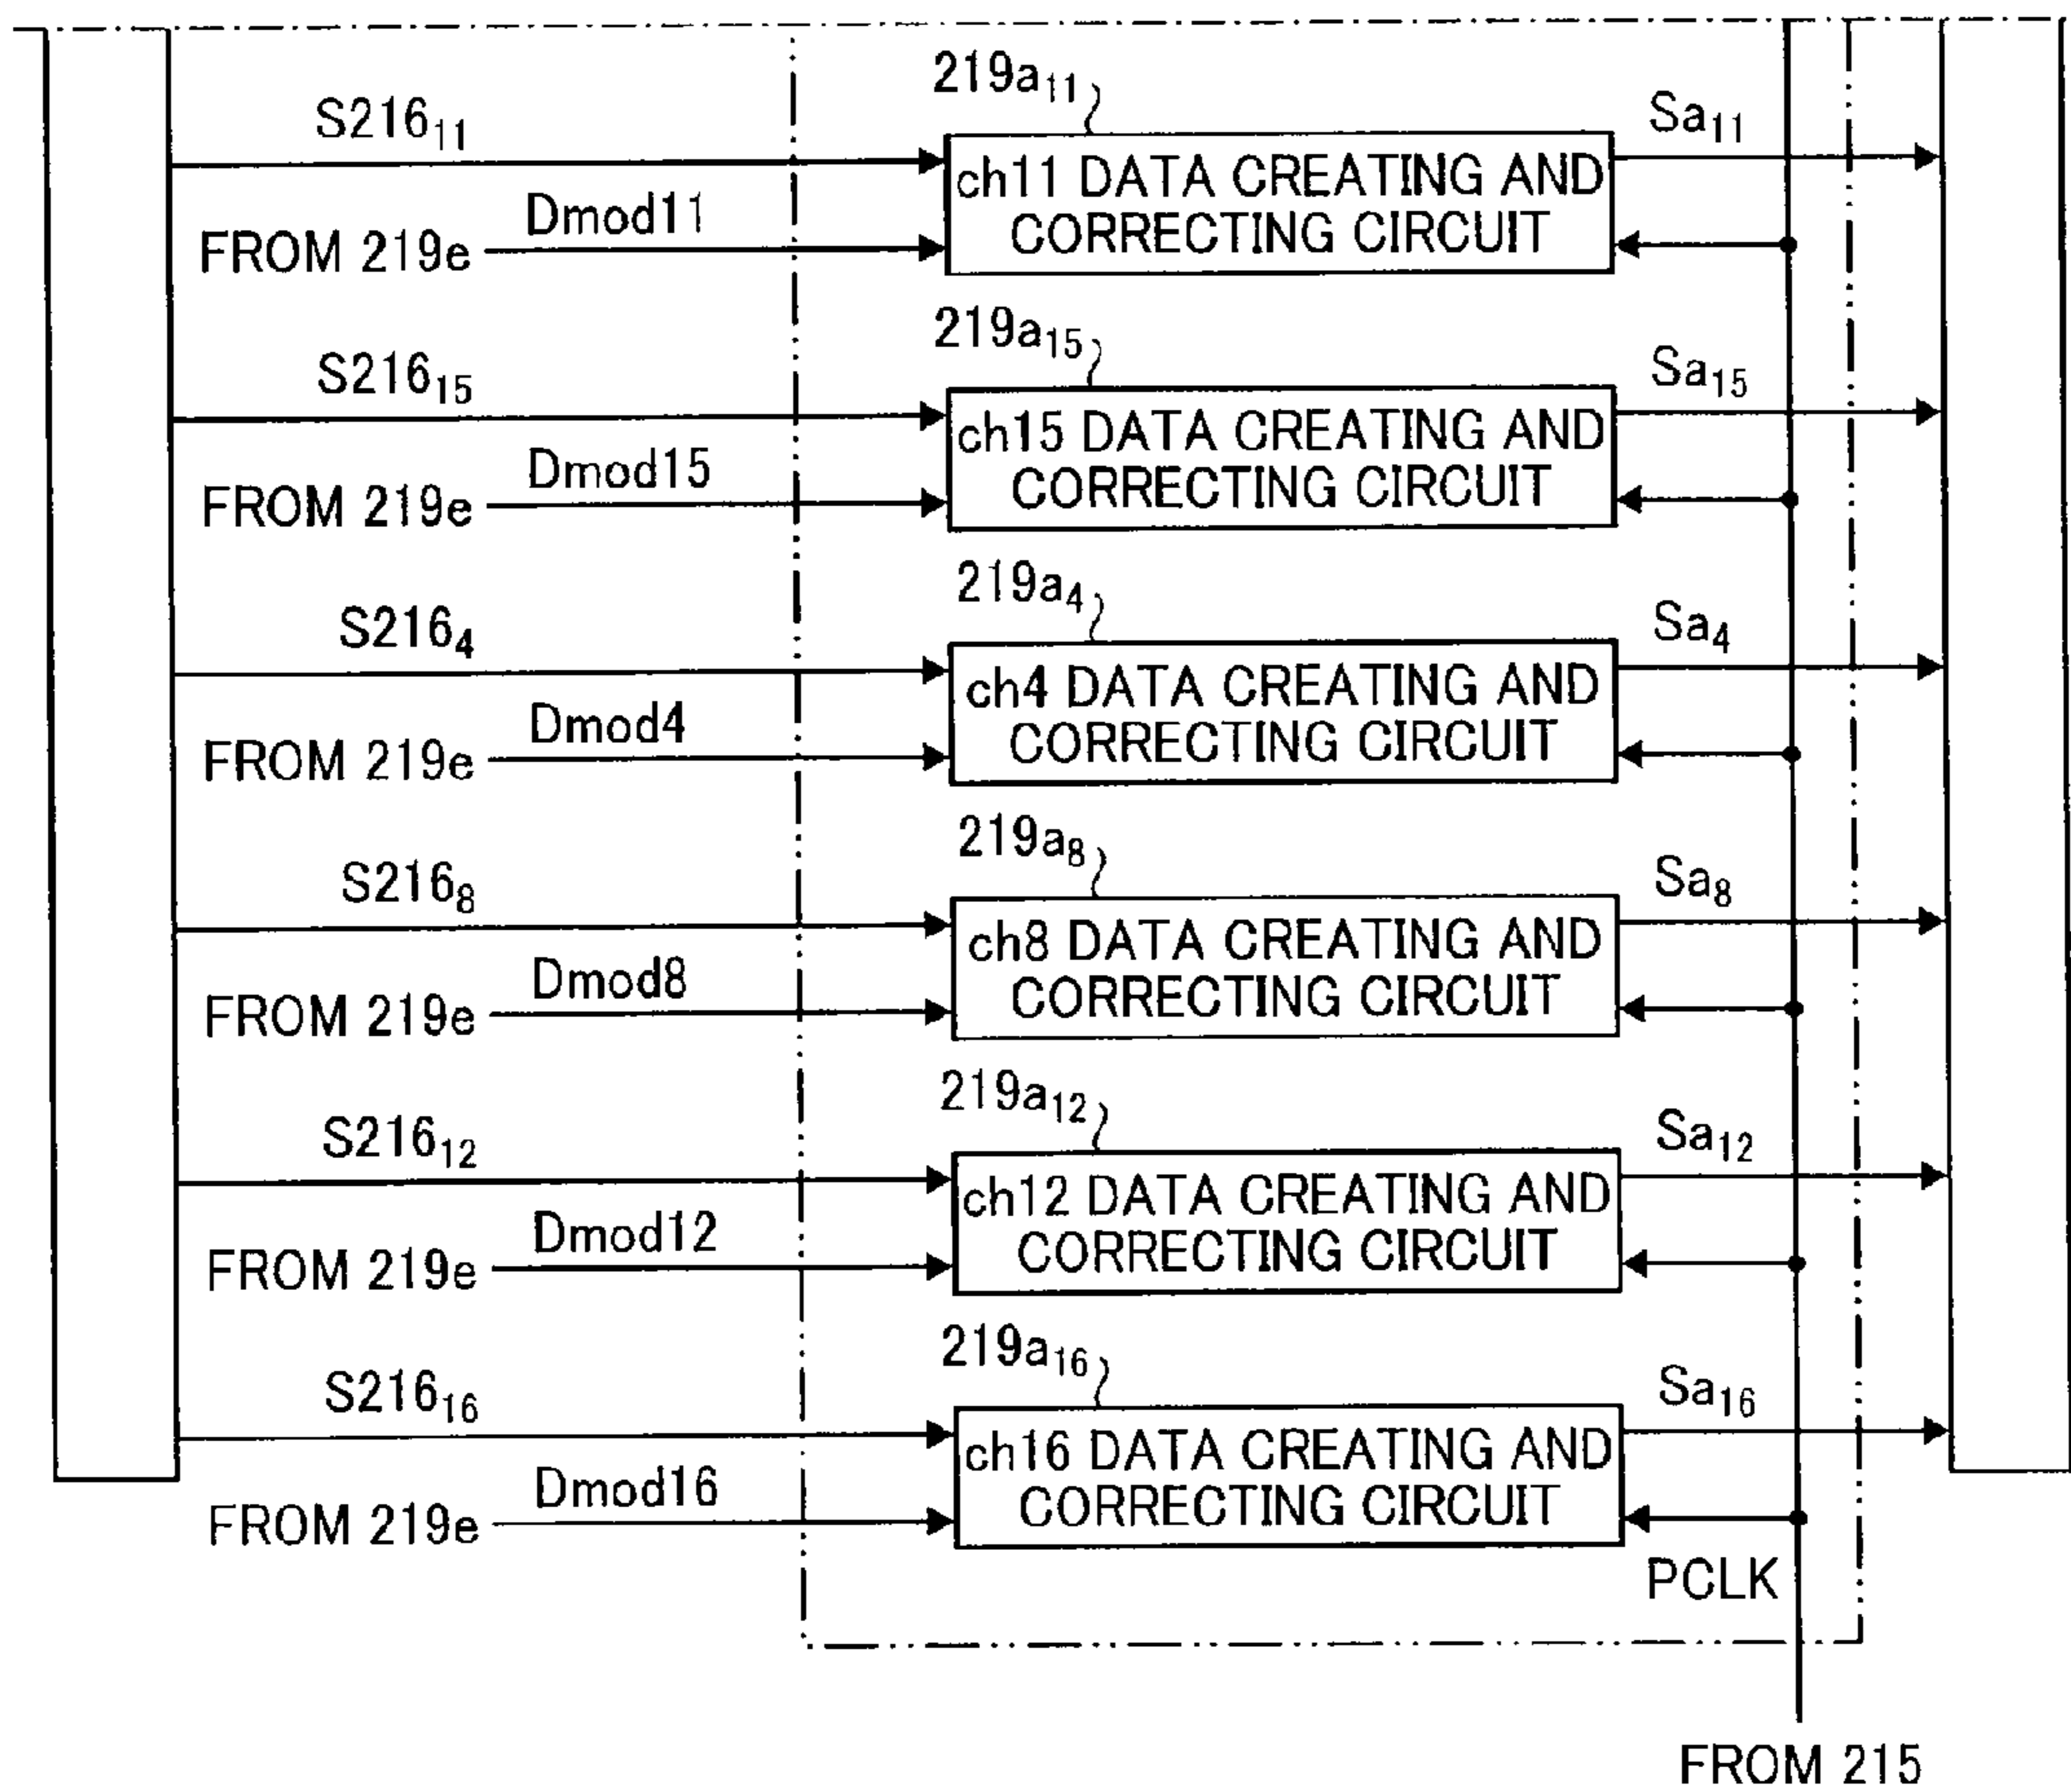 219a₁₁
S216₁₁
Sa₁₁
ch11 DATA CREATING AND
CORRECTING CIRCUIT
Dmod11
FROM 219e
219a₁₅
S216₁₅
Sa₁₅
ch15 DATA CREATING AND
CORRECTING CIRCUIT
Dmod15
FROM 219e
219a₄
S216₄
Sa₄
ch4 DATA CREATING AND
CORRECTING CIRCUIT
Dmod4
FROM 219e
219a₈
S216₈
Sa₈
ch8 DATA CREATING AND
CORRECTING CIRCUIT
Dmod8
FROM 219e
219a₁₂
S216₁₂
Sa₁₂
ch12 DATA CREATING AND
CORRECTING CIRCUIT
Dmod12
FROM 219e
219a₁₆
S216₁₆
Sa₁₆
ch16 DATA CREATING AND
CORRECTING CIRCUIT
Dmod16
FROM 219e
PCLK
FROM 215